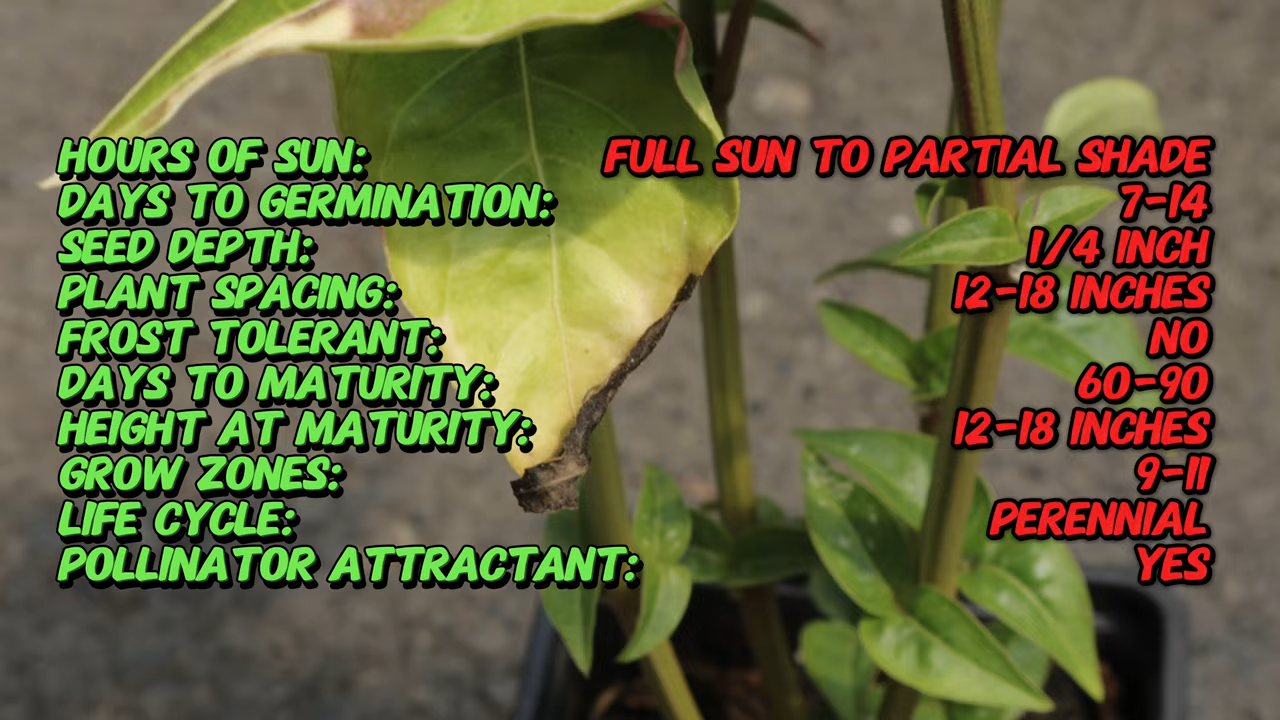 HOURS OF SUN: FULL SUN TO PARTIAL SHADE
DAYS TO GERMINATION: 7-14
SEED DEPTH: 1/4 INCH
PLANT SPACING: 12-18 INCHES
FROST TOLERANT: NO
DAYS TO MATURITY: 60-90
HEIGHT AT MATURITY: 12-18 INCHES
GROW ZONES: 9-11
LIFE CYCLE: PERENNIAL
POLLINATOR ATTRACTANT: YES